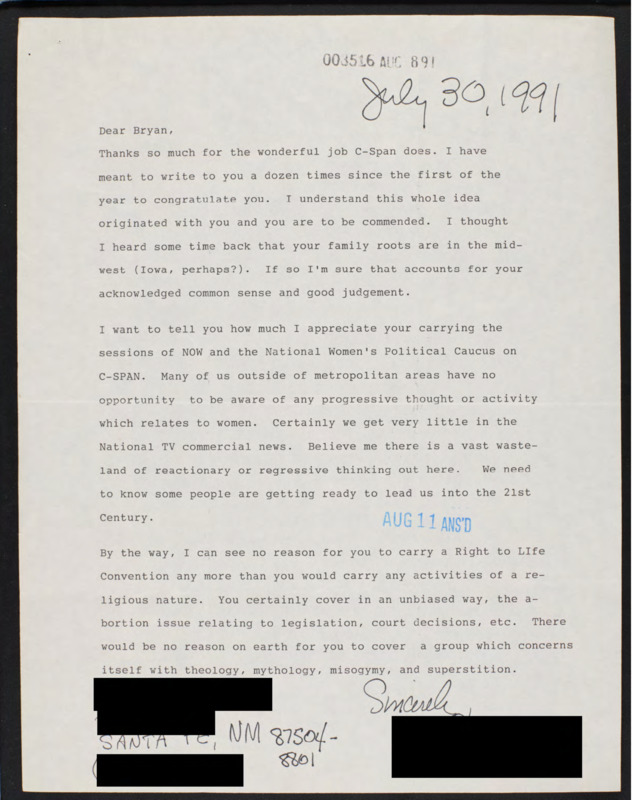 003516 AUG 891
July 30, 1991
Dear Bryan,
Thanks so much for the wonderful job C-Span does. I have
meant to write to you a dozen times since the first of the
year to congratulate you. I understand this whole idea
originated with you and you are to be commended. I thought
I heard some time back that your family roots are in the mid-
west (Iowa, perhaps?). If so I'm sure that accounts for your
acknowledged common sense and good judgement.
I want to tell you how much I appreciate your carrying the
sessions of NOW and the National Women's Political Caucus on
C-SPAN. Many of us outside of metropolitan areas have no
opportunity to be aware of any progressive thought or activity
which relates to women. Certainly we get very little in the
National TV commercial news. Believe me there is a vast waste-
land of reactionary or regressive thinking out here. We need
to know some people are getting ready to lead us into the 21st
Century.
AUG 11 ANS'D
By the way, I can see no reason for you to carry a Right to LIfe
Convention any more than you would carry any activities of a re-
ligious nature. You certainly cover in an unbiased way, the a-
bortion issue relating to legislation, court decisions, etc. There
would be no reason on earth for you to cover a group which concerns
itself with theology, mythology, misogymy, and superstition.
Sincerely,
SANTA FE, NM 87504-
8801